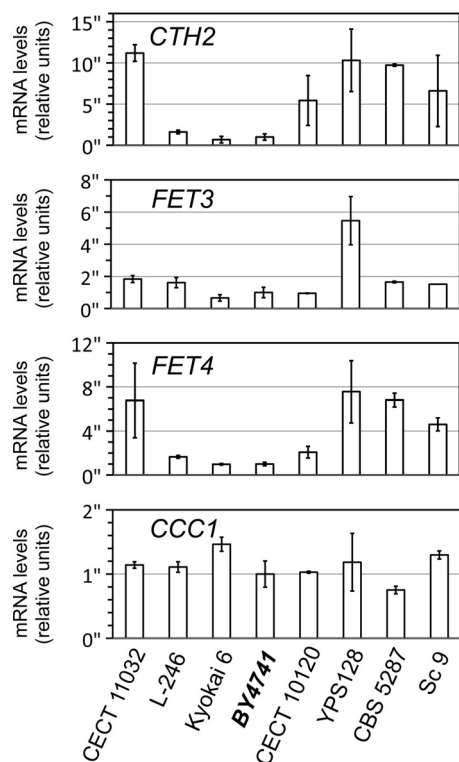 mRNA levels
(relative units)
15"
10"
5"
0"
CTH2
mRNA levels
(relative units)
8"
6"
4"
2"
0"
FET3
mRNA levels
(relative units)
12"
8"
4"
0"
FET4
mRNA levels
(relative units)
2"
1"
0"
CCC1
CECT 11032
L-246
Kyokai 6
BY4741
CECT 10120
YPS128
CBS 5287
Sc 9